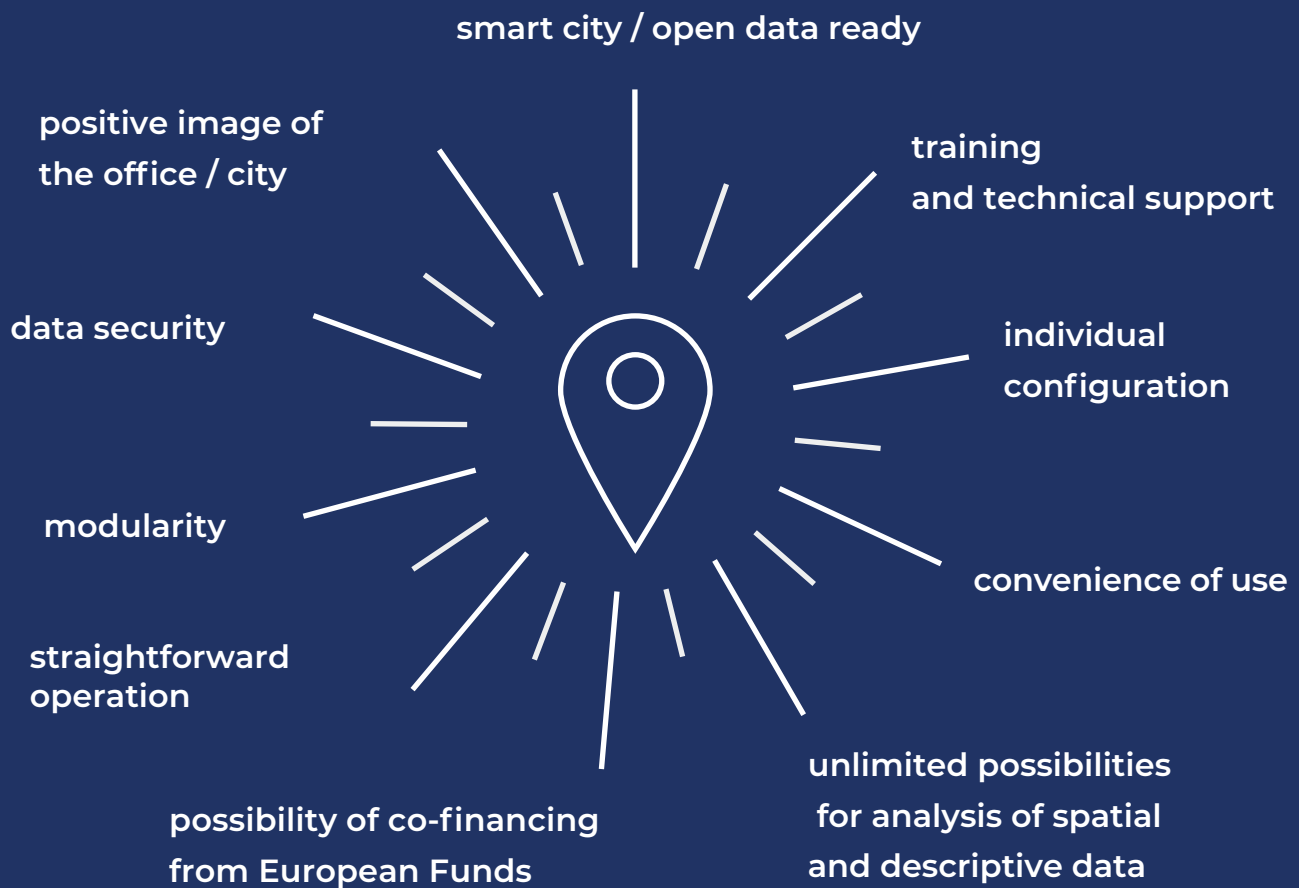 smart city / open data ready
positive image of
the office / city
training
and technical support
data security
individual
configuration
modularity
convenience of use
straightforward
operation
unlimited possibilities
for analysis of spatial
and descriptive data
possibility of co-financing
from European Funds